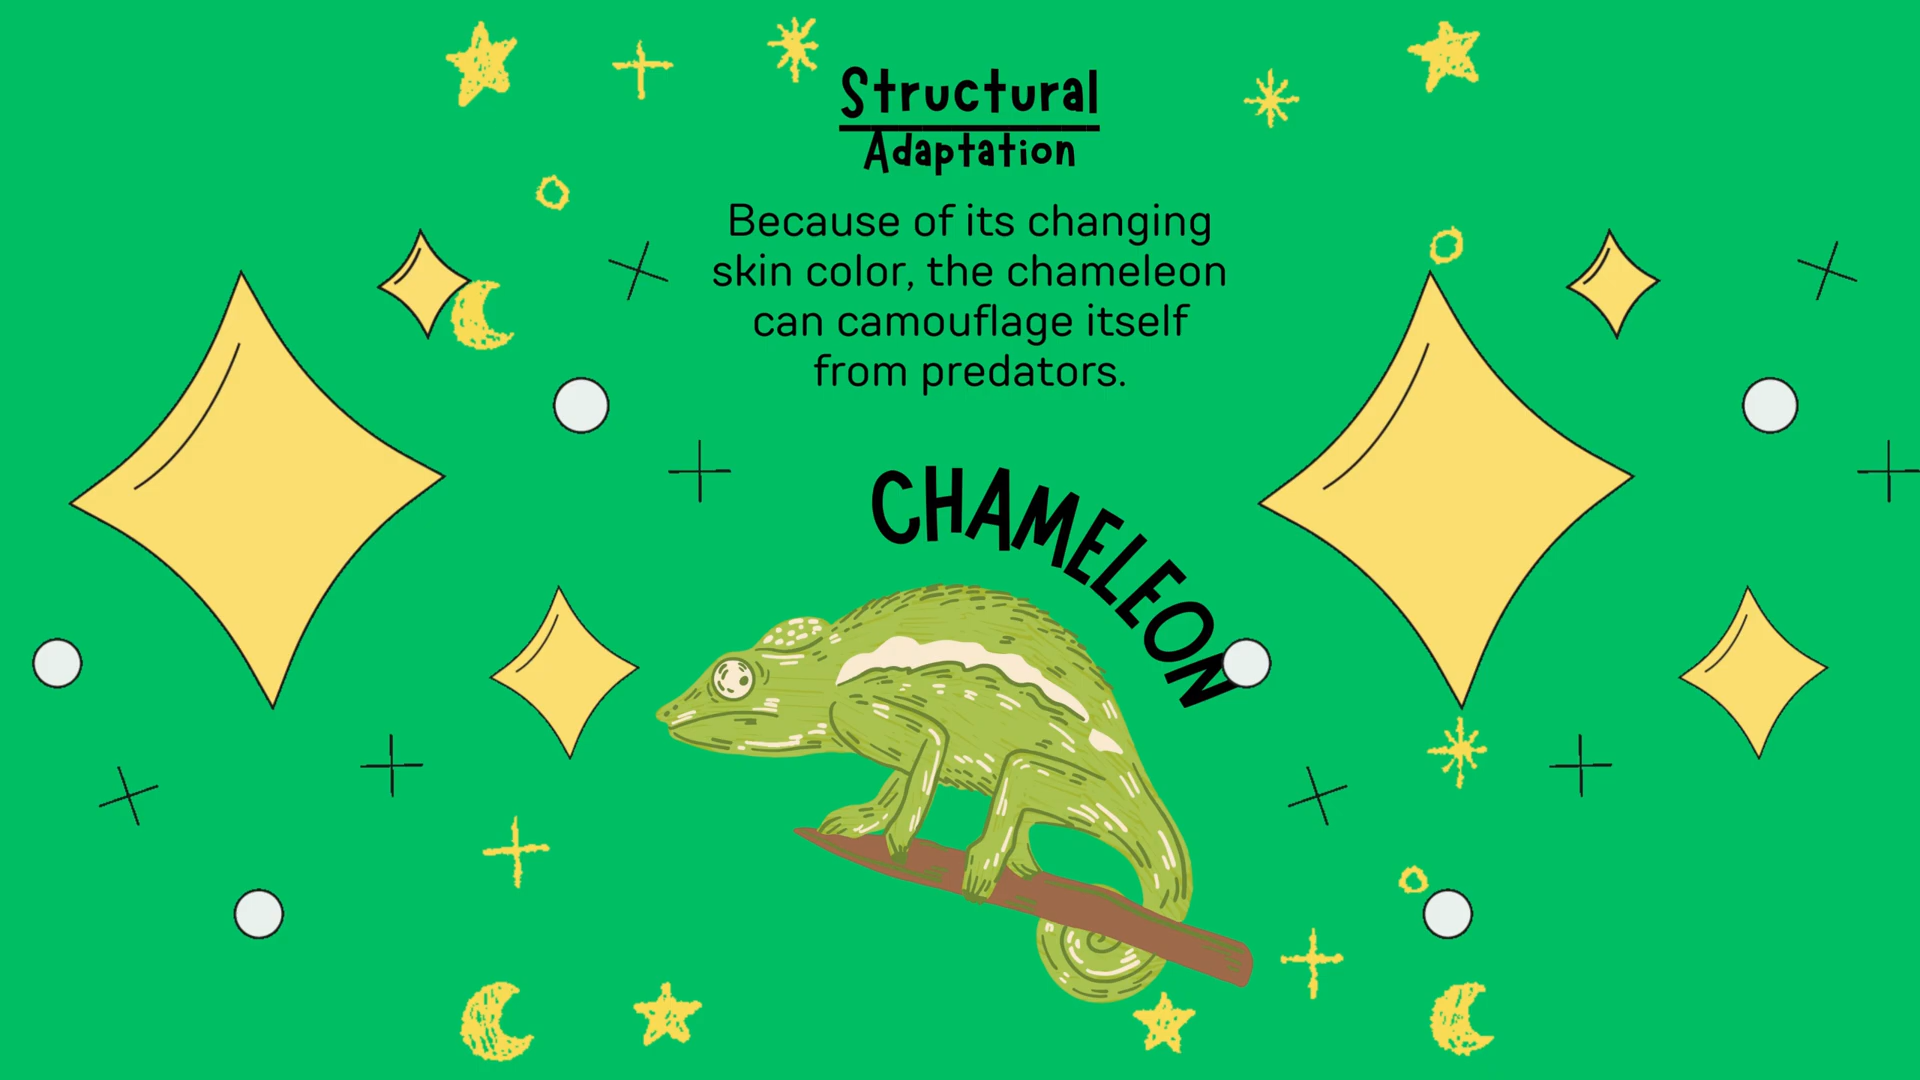 Structural
Adaptation
Because of its changing
skin color, the chameleon
can camouflage itself
from predators.
CHAMELEON